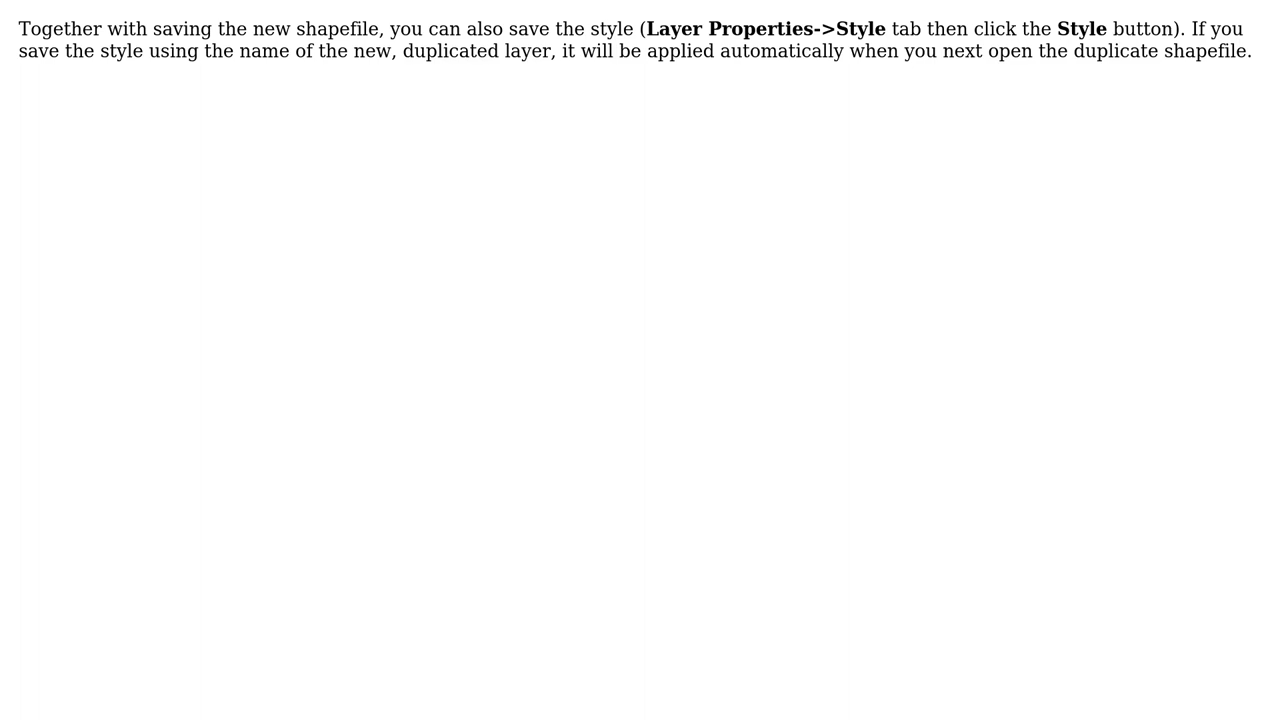 Together with saving the new shapefile, you can also save the style (Layer Properties->Style tab then click the Style button). If you
save the style using the name of the new, duplicated layer, it will be applied automatically when you next open the duplicate shapefile.